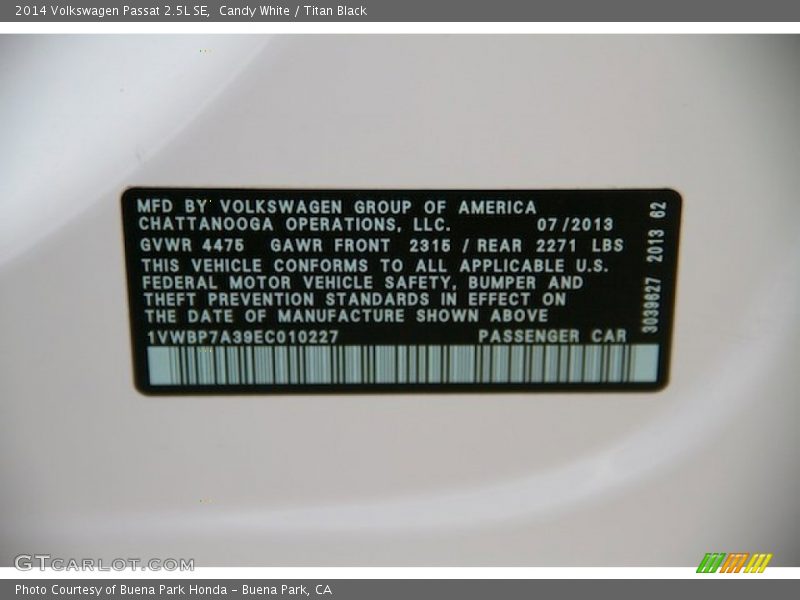 2014 Volkswagen Passat 2.5L SE, Candy White / Titan Black
MFD BY VOLKSWAGEN GROUP OF AMERICA
CHATTANOOGA OPERATIONS, LLC. 07/2013
GVWR 4475 GAWR FRONT 2315 / REAR 2271 LBS
THIS VEHICLE CONFORMS TO ALL APPLICABLE U.S.
FEDERAL MOTOR VEHICLE SAFETY, BUMPER AND
THEFT PREVENTION STANDARDS IN EFFECT ON
THE DATE OF MANUFACTURE SHOWN ABOVE
1VWBP7A39EC010227 PASSENGER CAR
3039627 2013 62
GTCARLOT.COM
Photo Courtesy of Buena Park Honda - Buena Park, CA